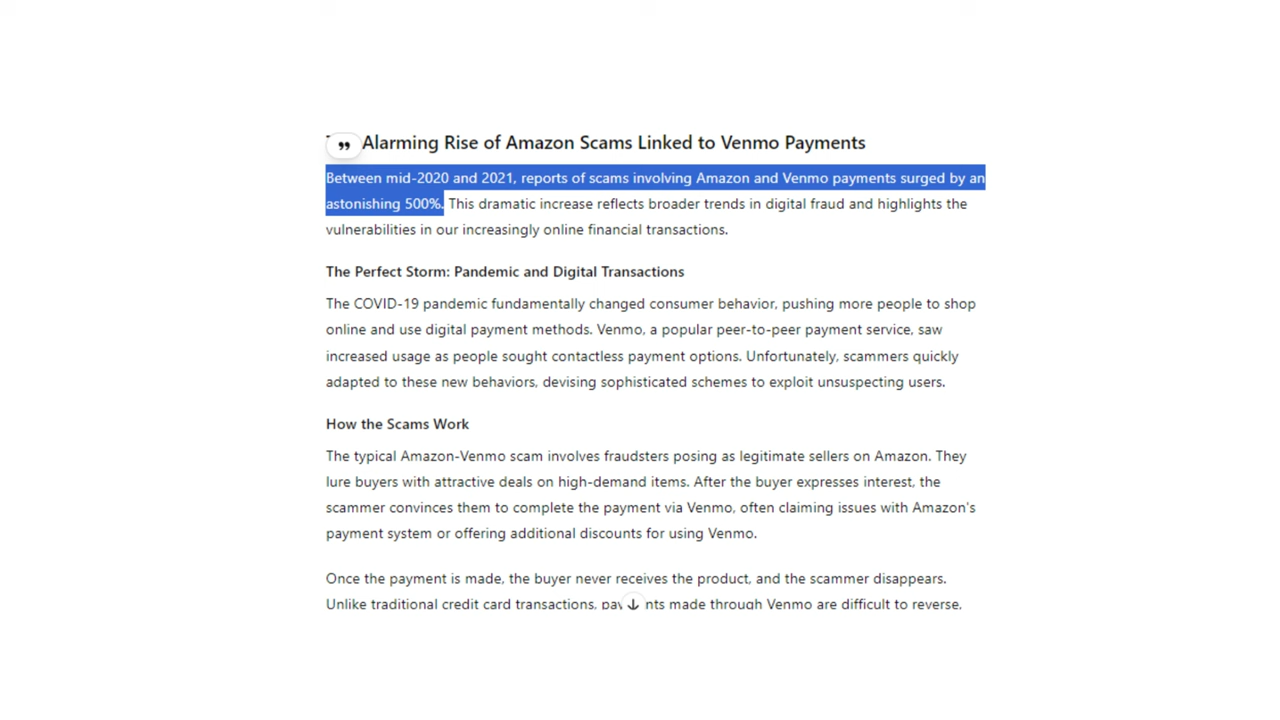 Alarming Rise of Amazon Scams Linked to Venmo Payments
Between mid-2020 and 2021, reports of scams involving Amazon and Venmo payments surged by an
astonishing 500%. This dramatic increase reflects broader trends in digital fraud and highlights the
vulnerabilities in our increasingly online financial transactions.
The Perfect Storm: Pandemic and Digital Transactions
The COVID-19 pandemic fundamentally changed consumer behavior, pushing more people to shop
online and use digital payment methods. Venmo, a popular peer-to-peer payment service, saw
increased usage as people sought contactless payment options. Unfortunately, scammers quickly
adapted to these new behaviors, devising sophisticated schemes to exploit unsuspecting users.
How the Scams Work
The typical Amazon-Venmo scam involves fraudsters posing as legitimate sellers on Amazon. They
lure buyers with attractive deals on high-demand items. After the buyer expresses interest, the
scammer convinces them to complete the payment via Venmo, often claiming issues with Amazon's
payment system or offering additional discounts for using Venmo.
Once the payment is made, the buyer never receives the product, and the scammer disappears.
Unlike traditional credit card transactions, made through Venmo are difficult to reverse.